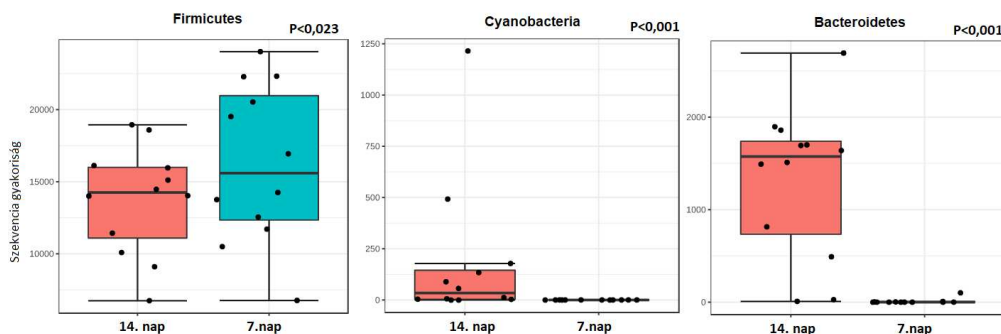 Firmicutes
P<0,023
Szekvencia gyakoriság
20000
15000
10000
14. nap
7.nap
Cyanobacteria
P<0,001
1250
1000
750
500
250
0
14. nap
7.nap
Bacteroidetes
P<0,001
2000
1000
0
14. nap
7.nap